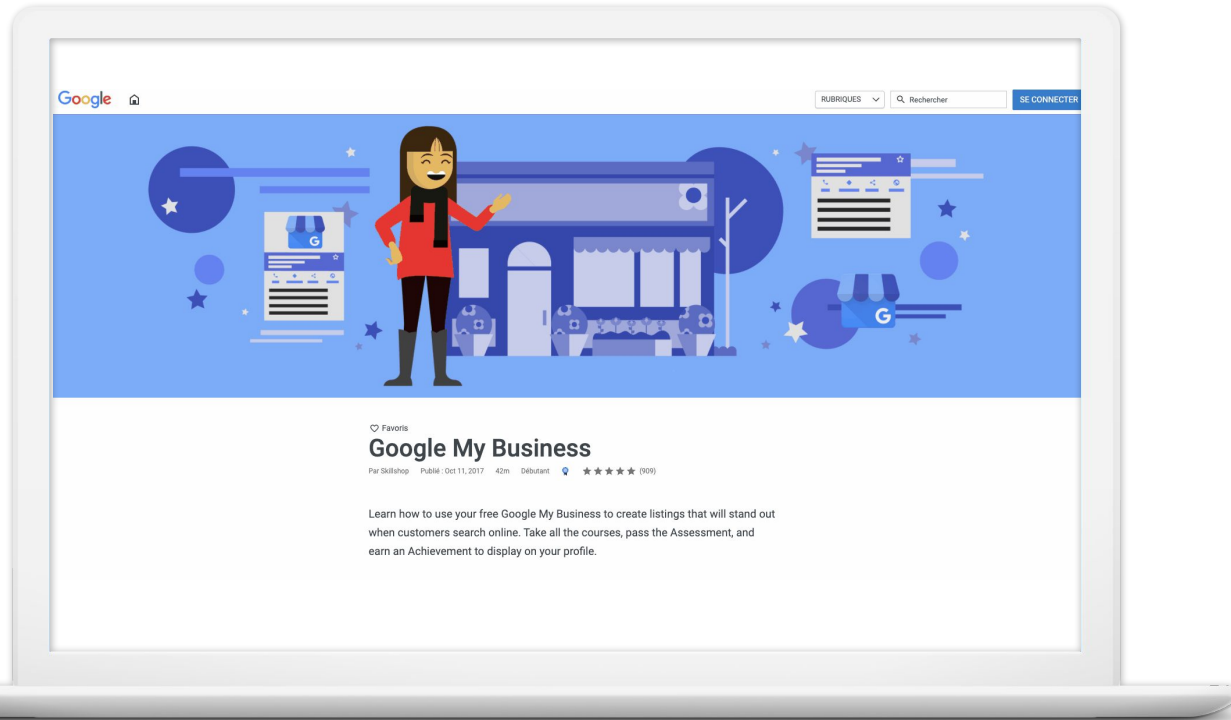 Google
RUBRIQUES
Rechercher
SE CONNECTER
G
G
Favoris
Google My Business
Par Skillshop Publié : Oct 11, 2017 42m Débutant (909)
Learn how to use your free Google My Business to create listings that will stand out
when customers search online. Take all the courses, pass the Assessment, and
earn an Achievement to display on your profile.